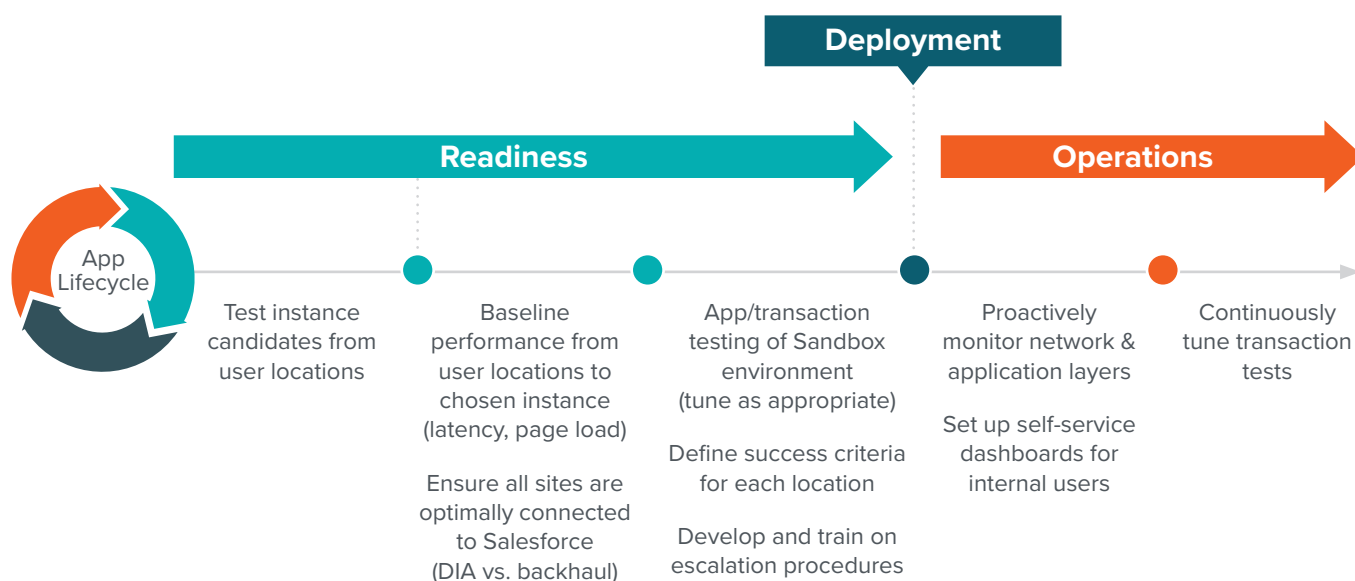 Deployment
Readiness
Operations
App
Lifecycle
Test instance
candidates from
user locations
Baseline
performance from
user locations to
chosen instance
(latency, page load)
Ensure all sites are
optimally connected
to Salesforce
(DIA vs. backhaul)
App/transaction
testing of Sandbox
environment
(tune as appropriate)
Define success criteria
for each location
Develop and train on
escalation procedures
Proactively
monitor network &
application layers
Set up self-service
dashboards for
internal users
Continuously
tune transaction
tests